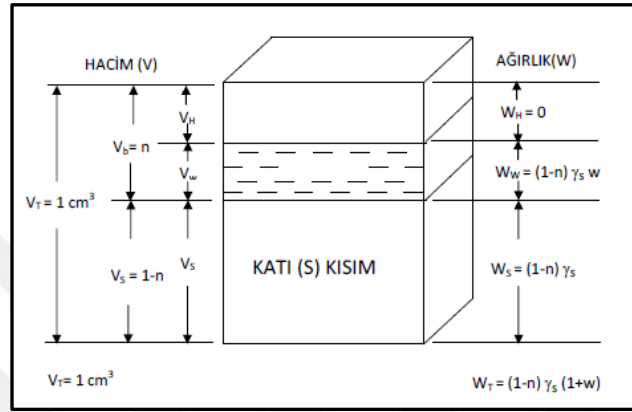 HACİM (V)
AĞIRLIK(W)
V_H
W_H = 0
V_b= n
V_w
W_W = (1-n) γ_s w
V_T = 1 cm³
V_S
V_S = 1-n
KATI (S) KISIM
W_S = (1-n) γ_s
V_T= 1 cm³
W_T = (1-n) γ_s (1+w)